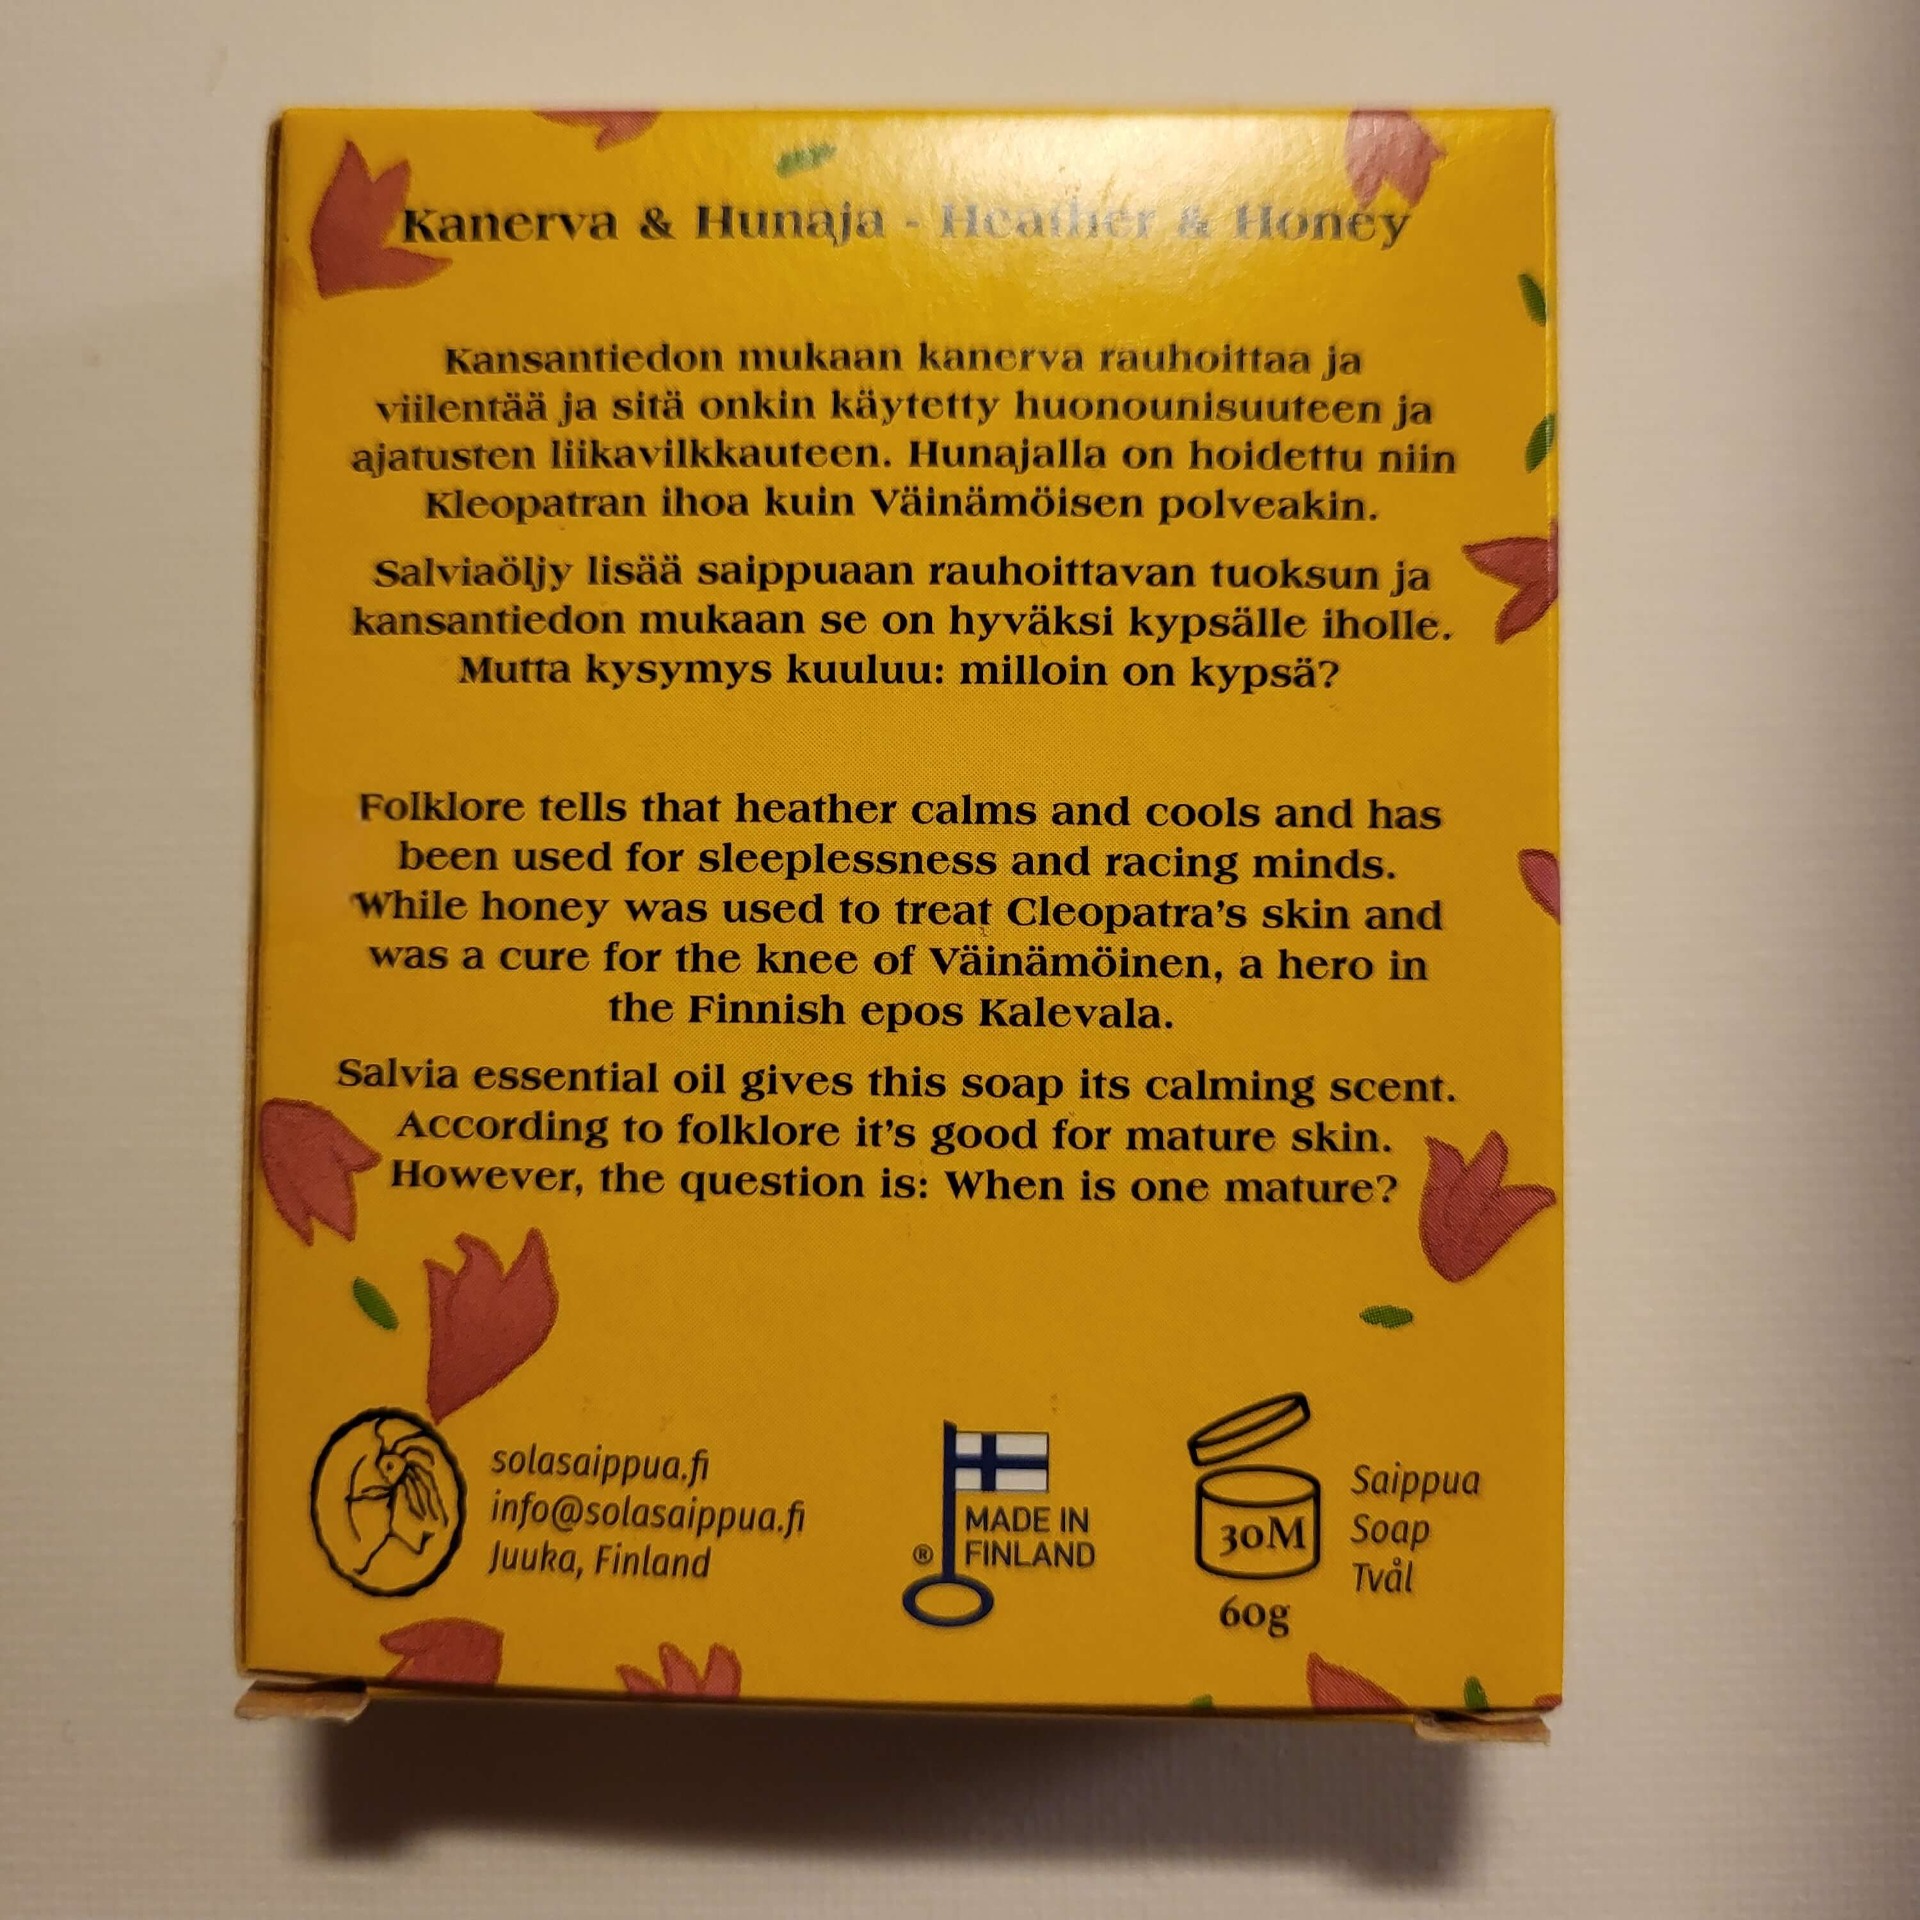 Kanerva & Hunaja - Heather & Honey
Kansantiedon mukaan kanerva rauhoittaa ja
viilentää ja sitä onkin käytetty huonounisuuteen ja
ajatusten liikavilkkauteen. Hunajalla on hoidettu niin
Kleopatran ihoa kuin Väinämöisen polveakin.
Salviaöljy lisää saippuaan rauhoittavan tuoksun ja
kansantiedon mukaan se on hyväksi kypsälle iholle.
Mutta kysymys kuuluu: milloin on kypsä?
Folklore tells that heather calms and cools and has
been used for sleeplessness and racing minds.
While honey was used to treat Cleopatra's skin and
was a cure for the knee of Väinämöinen, a hero in
the Finnish epos Kalevala.
Salvia essential oil gives this soap its calming scent.
According to folklore it's good for mature skin.
However, the question is: When is one mature?
solasaippua.fi
info@solasaippua.fi
Juuka, Finland
MADE IN
® FINLAND
30M
60g
Saippua
Soap
Tvål